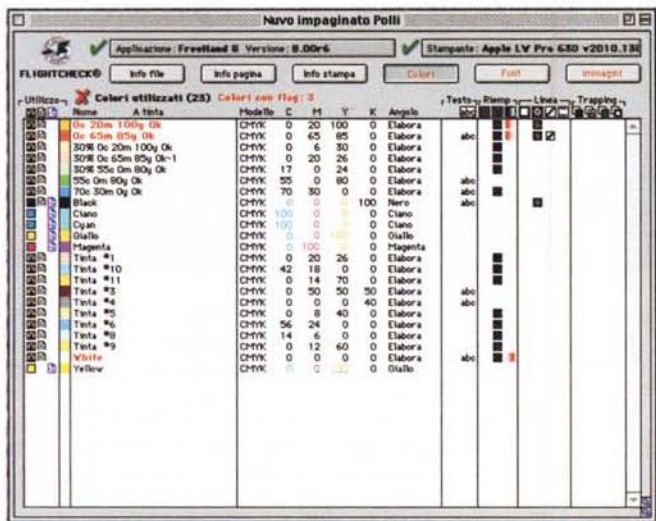 Nuvo impaginato Polli
Applicazione: FreeHand 8 Versione: 8.00r6
Stampante: Apple LW Pro 630 v2010.130
FLIGHTCHECK®
Info file
Info pagina
Info stampa
Colori
Font
Immagini
Utilizzo
Colori utilizzati (23) Colori con flag: 3
Testo Riemp Linea Trapping
Nome A tinta Modello C M Y K Angolo
0c 20m 100y 0k CMYK 0 20 100 0 Elabora
0c 65m 85y 0k CMYK 0 65 85 0 Elabora abc
30% 0c 20m 100y 0k CMYK 0 6 30 0 Elabora
30% 0c 65m 85y 0k-1 CMYK 0 20 26 0 Elabora
30% 55c 0m 80y 0k CMYK 17 0 24 0 Elabora
55c 0m 80y 0k CMYK 55 0 80 0 Elabora abc
70c 30m 0y 0k CMYK 70 30 0 0 Elabora abc
Black CMYK 0 0 0 100 Nero abc
Ciano CMYK 100 0 0 0 Ciano
Cyan CMYK 100 0 0 0 Ciano
Giallo CMYK 0 0 100 0 Giallo
Magenta CMYK 0 100 0 0 Magenta
Tinta #1 CMYK 0 20 26 0 Elabora
Tinta #10 CMYK 42 18 0 0 Elabora
Tinta #11 CMYK 0 14 70 0 Elabora
Tinta #3 CMYK 0 50 50 50 Elabora abc
Tinta #4 CMYK 0 0 0 40 Elabora abc
Tinta #5 CMYK 0 8 40 0 Elabora
Tinta #6 CMYK 56 24 0 0 Elabora
Tinta #8 CMYK 14 6 0 0 Elabora
Tinta #9 CMYK 0 12 60 0 Elabora
White CMYK 0 0 0 0 Elabora abc
Yellow CMYK 0 0 100 0 Giallo